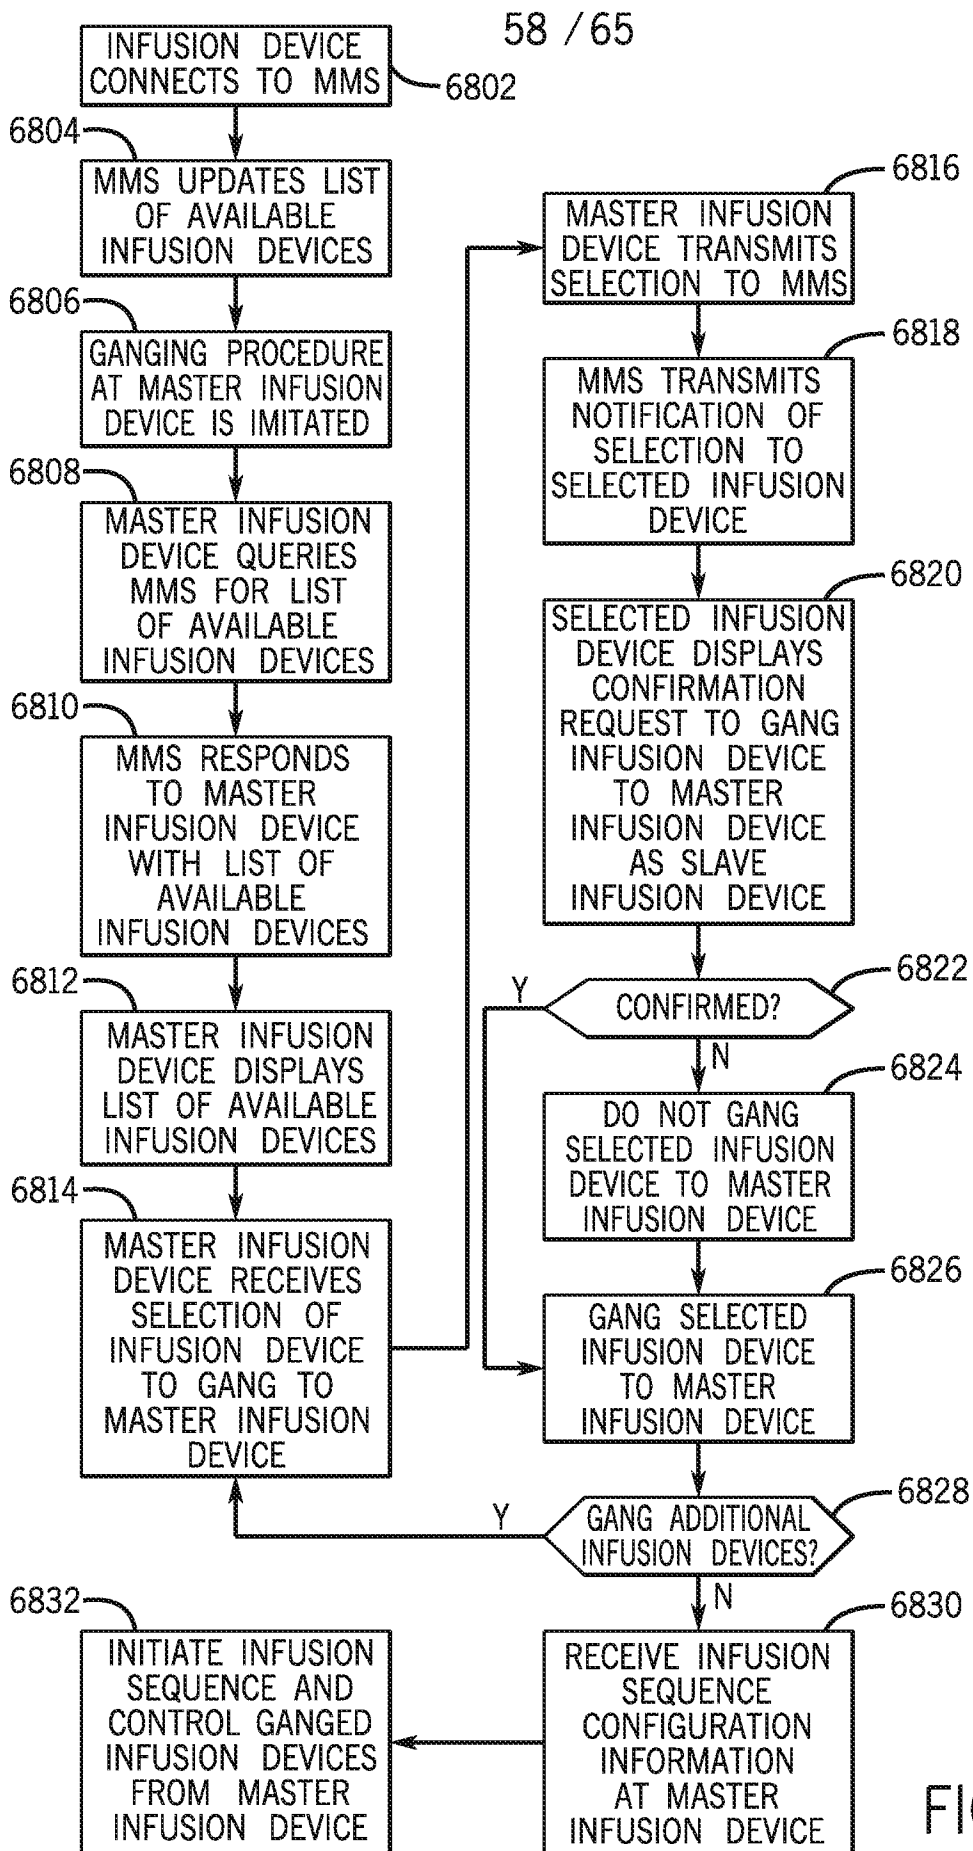 58 / 65
INFUSION DEVICE
CONNECTS TO MMS
6802
6804
MMS UPDATES LIST
OF AVAILABLE
INFUSION DEVICES
6806
GANGING PROCEDURE
AT MASTER INFUSION
DEVICE IS IMITATED
6808
MASTER INFUSION
DEVICE QUERIES
MMS FOR LIST
OF AVAILABLE
INFUSION DEVICES
6810
MMS RESPONDS
TO MASTER
INFUSION DEVICE
WITH LIST OF
AVAILABLE
INFUSION DEVICES
6812
MASTER INFUSION
DEVICE DISPLAYS
LIST OF AVAILABLE
INFUSION DEVICES
6814
MASTER INFUSION
DEVICE RECEIVES
SELECTION OF
INFUSION DEVICE
TO GANG TO
MASTER INFUSION
DEVICE
6816
MASTER INFUSION
DEVICE TRANSMITS
SELECTION TO MMS
6818
MMS TRANSMITS
NOTIFICATION OF
SELECTION TO
SELECTED INFUSION
DEVICE
6820
SELECTED INFUSION
DEVICE DISPLAYS
CONFIRMATION
REQUEST TO GANG
INFUSION DEVICE
TO MASTER
INFUSION DEVICE
AS SLAVE
INFUSION DEVICE
6822
Y
CONFIRMED?
N
6824
DO NOT GANG
SELECTED INFUSION
DEVICE TO MASTER
INFUSION DEVICE
6826
GANG SELECTED
INFUSION DEVICE
TO MASTER
INFUSION DEVICE
6828
Y
GANG ADDITIONAL
INFUSION DEVICES?
N
6830
RECEIVE INFUSION
SEQUENCE
CONFIGURATION
INFORMATION
AT MASTER
INFUSION DEVICE
6832
INITIATE INFUSION
SEQUENCE AND
CONTROL GANGED
INFUSION DEVICES
FROM MASTER
INFUSION DEVICE